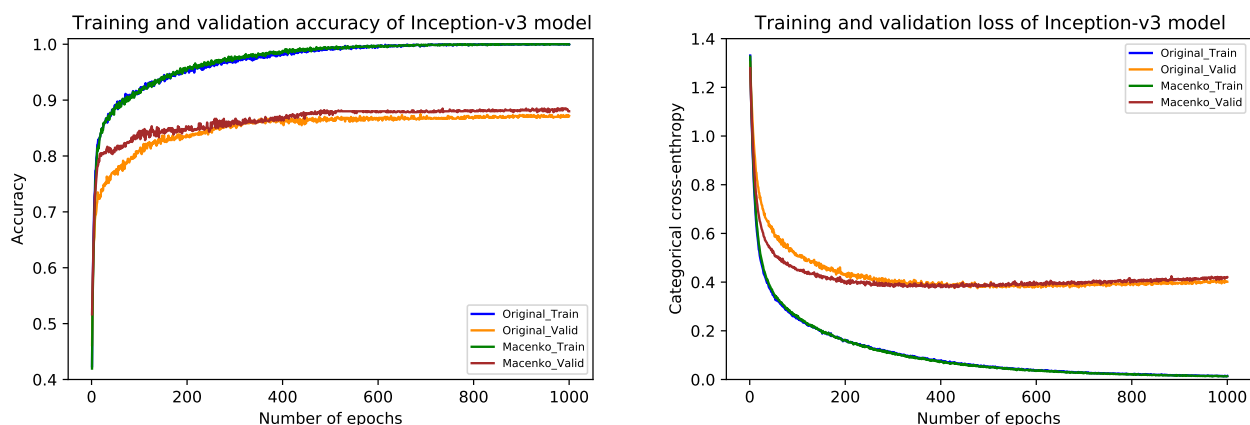 Training and validation accuracy of Inception-v3 model
1.0
0.9
0.8
0.7
0.6
0.5
0.4
Accuracy
Original_Train
Original_Valid
Macenko_Train
Macenko_Valid
0 200 400 600 800 1000
Number of epochs
Training and validation loss of Inception-v3 model
1.4
1.2
1.0
0.8
0.6
0.4
0.2
0.0
Categorical cross-enthropy
Original_Train
Original_Valid
Macenko_Train
Macenko_Valid
0 200 400 600 800 1000
Number of epochs